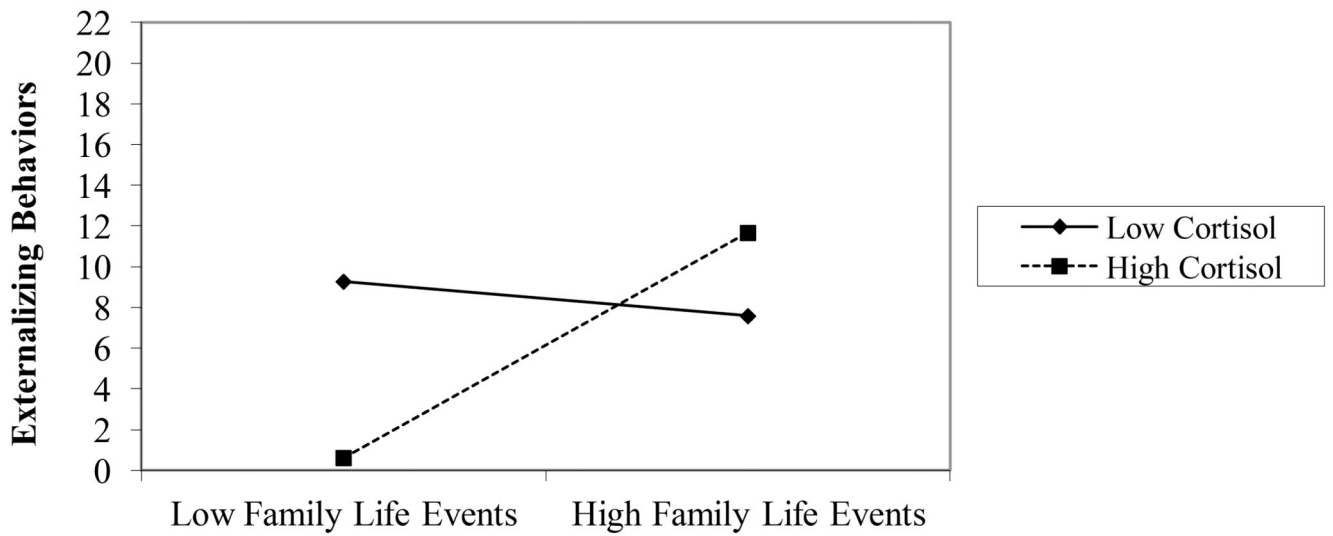 22
20
18
16
14
12
10
8
6
4
2
0
Externalizing Behaviors
Low Family Life Events
High Family Life Events
Low Cortisol
High Cortisol